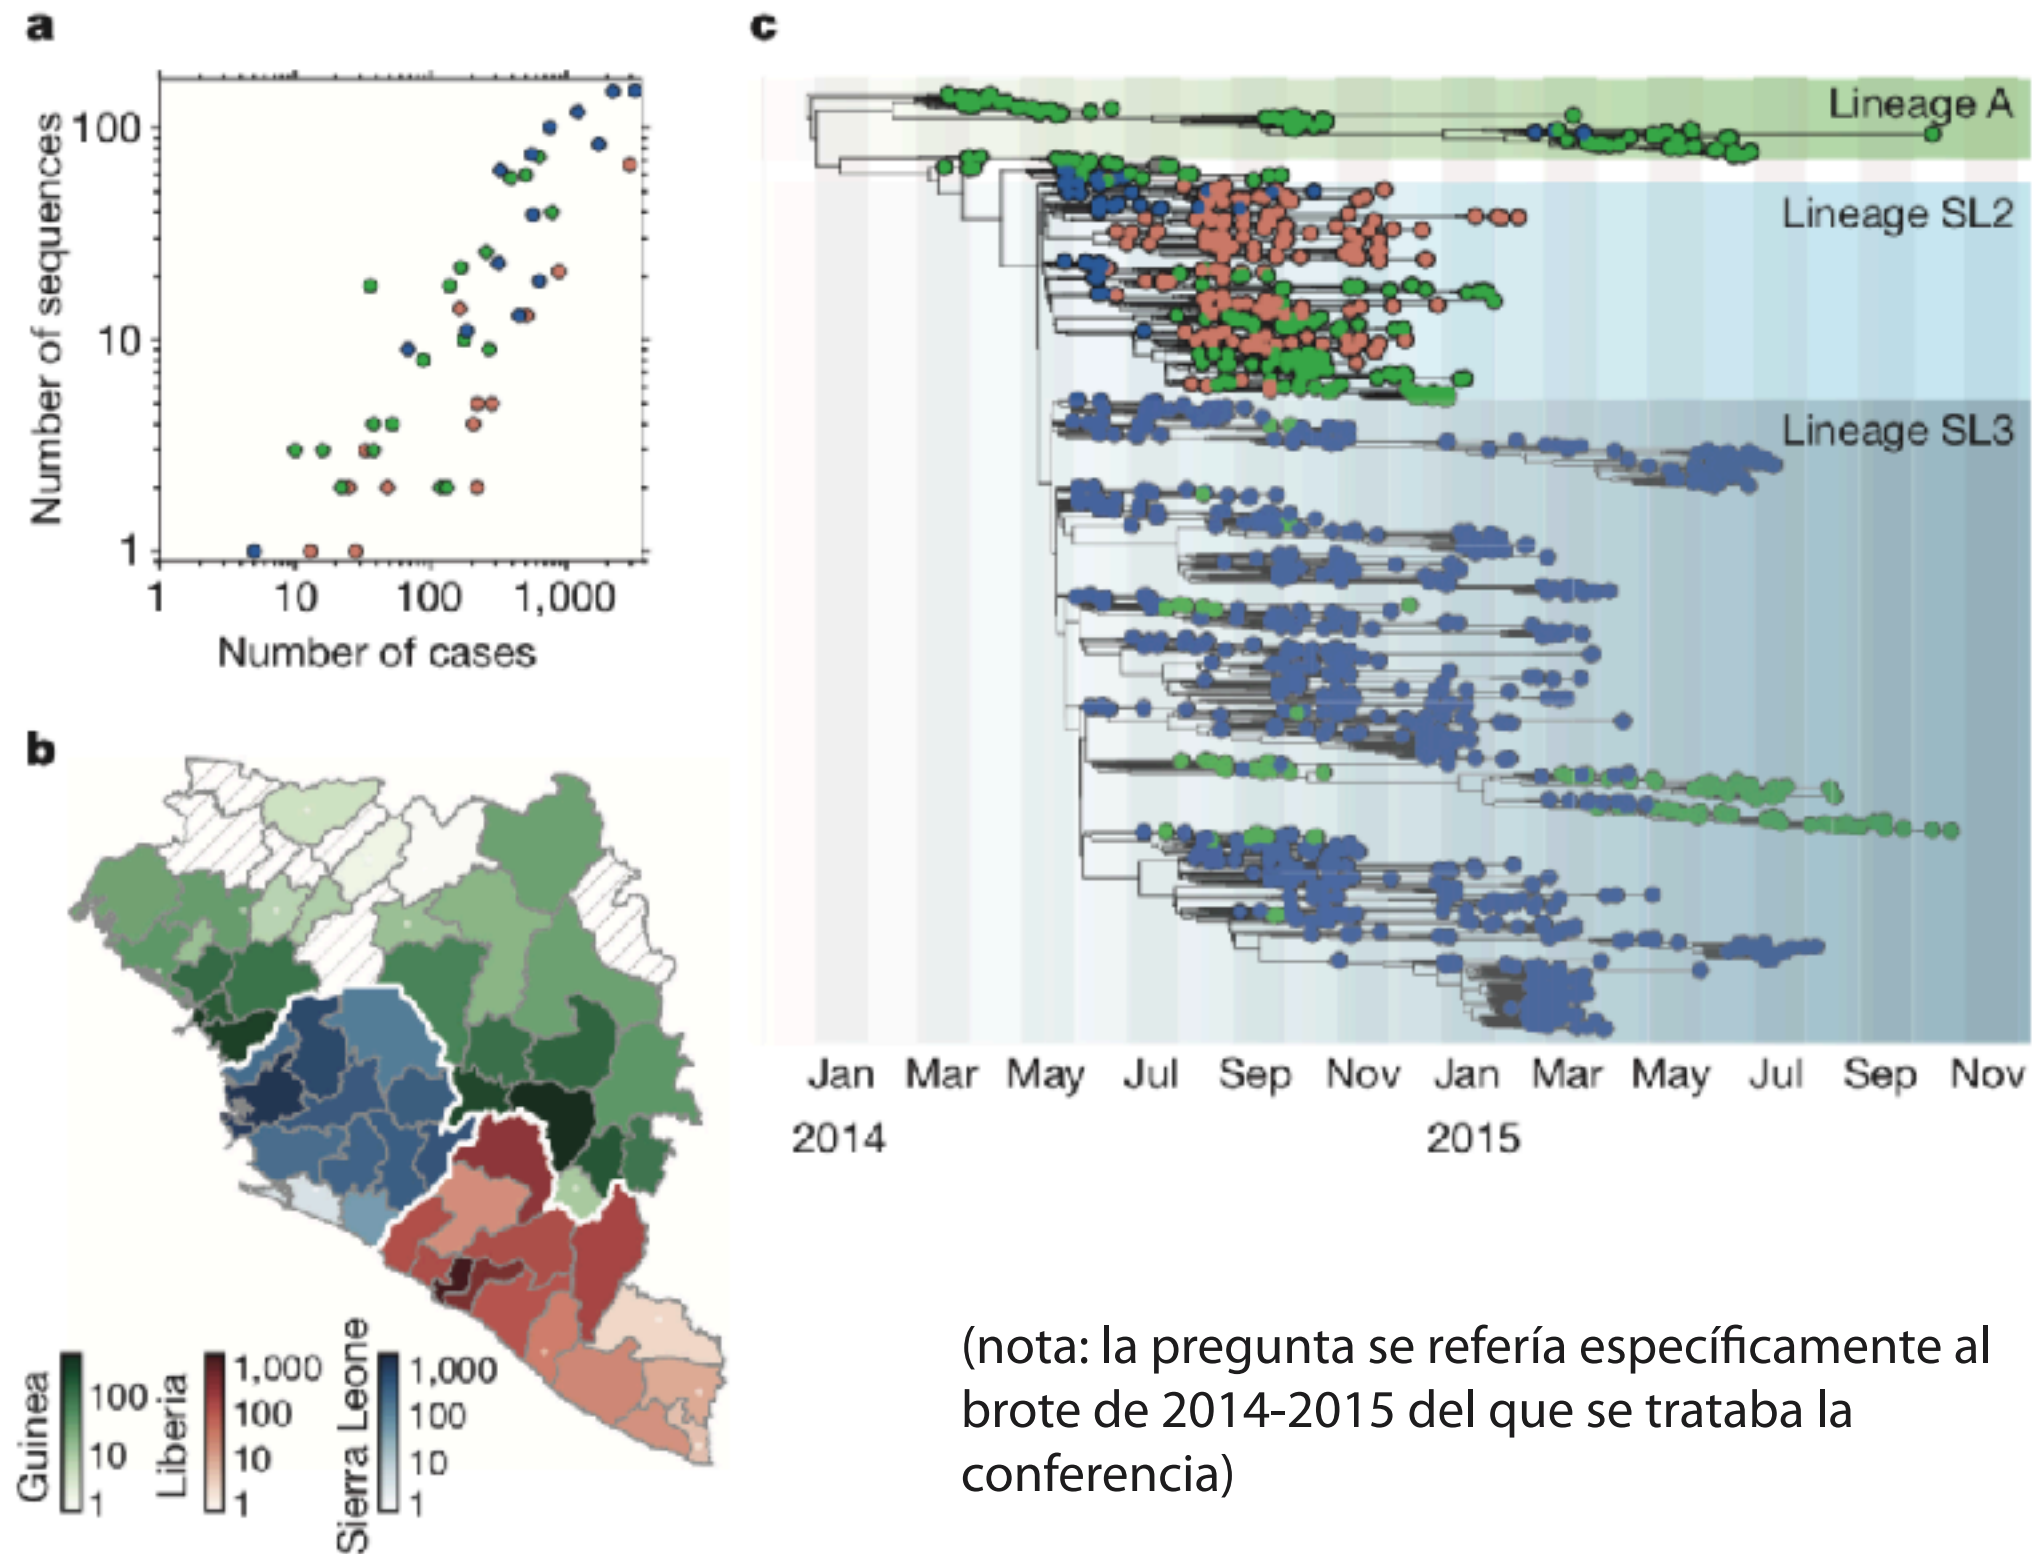 a
Number of sequences
100
10
1
1 10 100 1,000
Number of cases
b
Guinea
100
10
1
Liberia
1,000
100
10
1
Sierra Leone
1,000
100
10
1
c
Lineage A
Lineage SL2
Lineage SL3
Jan Mar May Jul Sep Nov Jan Mar May Jul Sep Nov
2014 2015
(nota: la pregunta se refería específicamente al
brote de 2014-2015 del que se trataba la
conferencia)